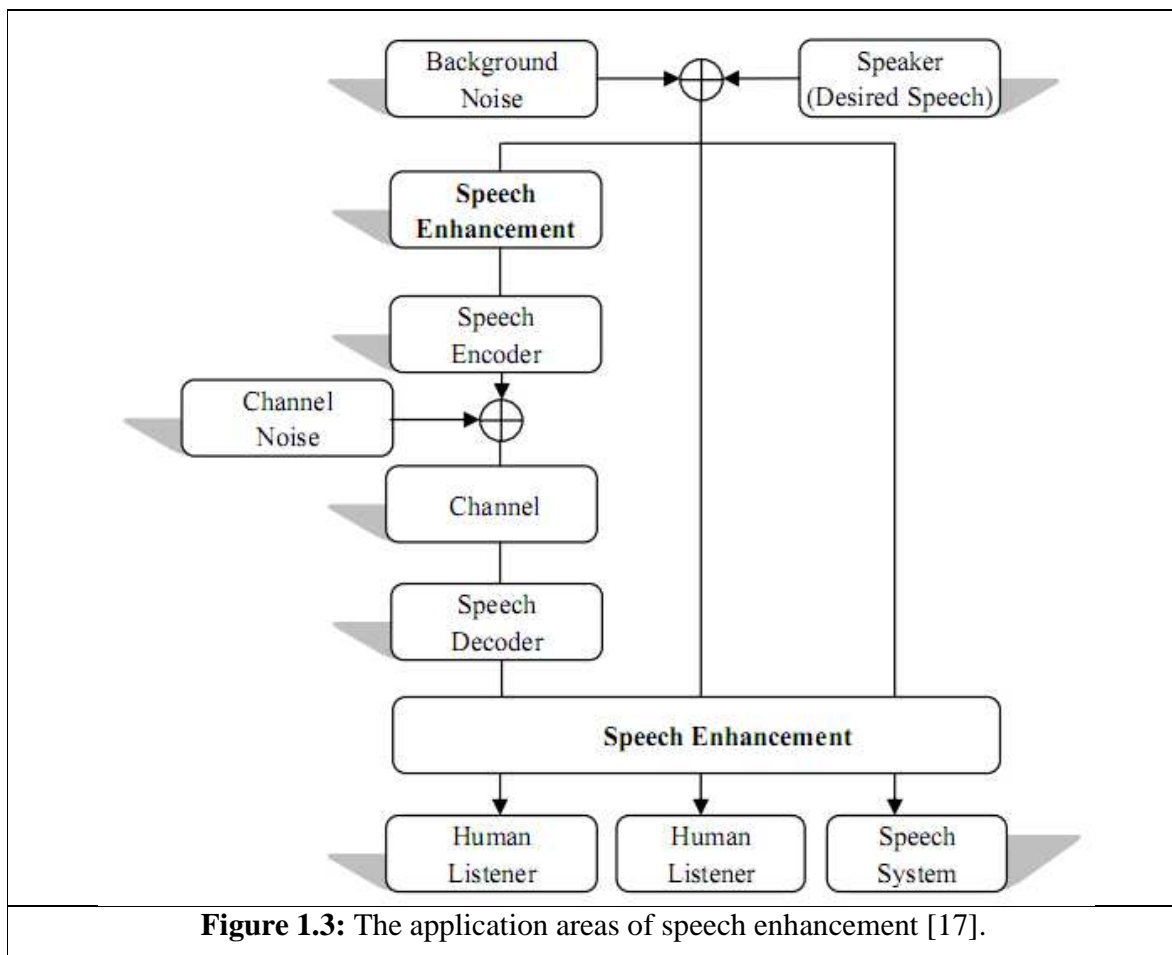 Background
Noise
Speaker
(Desired Speech)
Speech
Enhancement
Speech
Encoder
Channel
Noise
Channel
Speech
Decoder
Speech Enhancement
Human
Listener
Human
Listener
Speech
System
Figure 1.3: The application areas of speech enhancement [17].